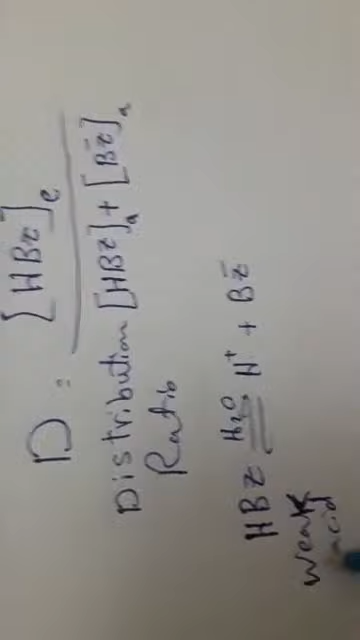 D = [HBz]e
[HBz]a + [Bz⁻]a
Distribution
Ratio
HBz H₂O ⇌ H⁺ + Bz⁻
weak
acid